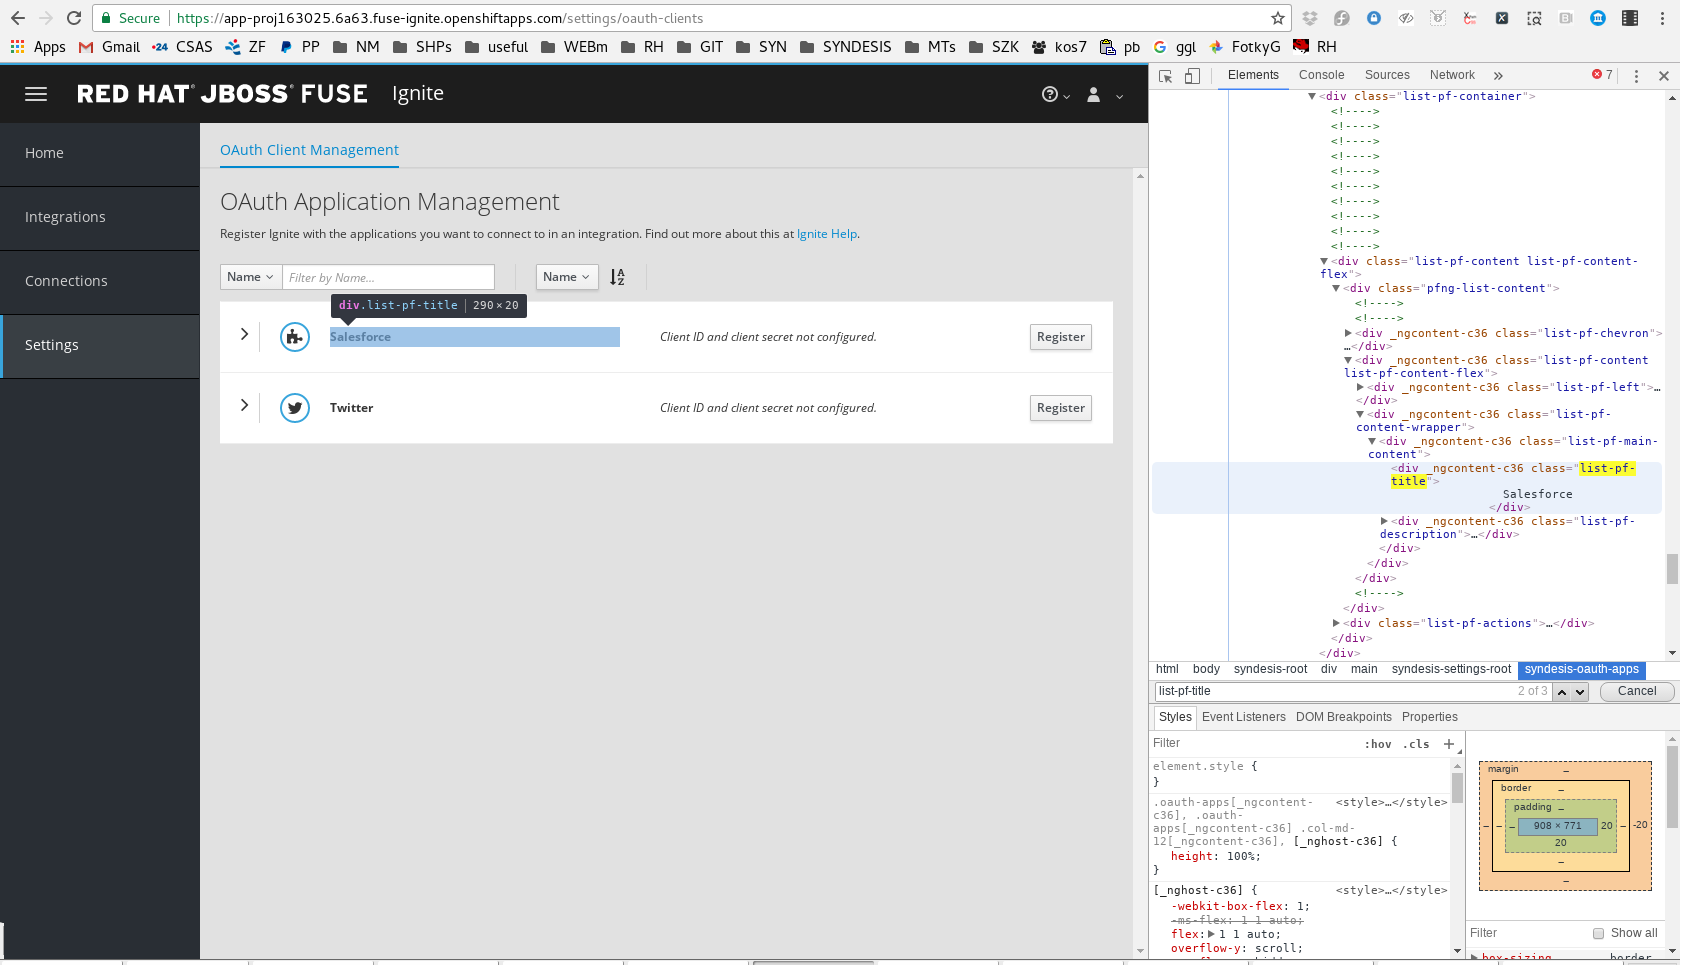 Secure https://app-proj163025.6a63.fuse-ignite.openshiftapps.com/settings/oauth-clients
Apps Gmail CSAS ZF PP NM SHPs useful WEBm RH GIT SYN SYNDESIS MTs SZK kos7 pb ggl FotkyG RH
RED HAT JBOSS FUSE Ignite
Home
Integrations
Connections
Settings
OAuth Client Management
OAuth Application Management
Register Ignite with the applications you want to connect to in an integration. Find out more about this at Ignite Help.
Name Filter by Name... Name
div.list-pf-title 290 × 20
Salesforce Client ID and client secret not configured. Register
Twitter Client ID and client secret not configured. Register
Elements Console Sources Network » 7
<div class="list-pf-container">
<!---->
<!---->
<!---->
<!---->
<!---->
<!---->
<!---->
<!---->
<!---->
<!---->
<div class="list-pf-content list-pf-content-
flex">
<div class="pfng-list-content">
<!---->
<!---->
<div _ngcontent-c36 class="list-pf-chevron">
…</div>
<div _ngcontent-c36 class="list-pf-content
list-pf-content-flex">
<div _ngcontent-c36 class="list-pf-left">…
</div>
<div _ngcontent-c36 class="list-pf-
content-wrapper">
<div _ngcontent-c36 class="list-pf-main-
content">
<div _ngcontent-c36 class="list-pf-
title">
Salesforce
</div>
<div _ngcontent-c36 class="list-pf-
description">…</div>
</div>
</div>
</div>
<!---->
</div>
<div class="list-pf-actions">…</div>
</div>
</div>
html body syndesis-root div main syndesis-settings-root syndesis-oauth-apps
list-pf-title 2 of 3 Cancel
Styles Event Listeners DOM Breakpoints Properties
Filter :hov .cls +
element.style {
}
.oauth-apps[_ngcontent- <style>…</style>
c36], .oauth-
apps[_ngcontent-c36] .col-md-
12[_ngcontent-c36], [_nghost-c36] {
height: 100%;
}
[_nghost-c36] { <style>…</style>
-webkit-box-flex: 1;
-ms-flex: 1 1 auto;
flex: 1 1 auto;
overflow-y: scroll;
margin –
border –
padding –
– – – 908 × 771 20 – -20
20
–
–
Filter Show all
box-sizing border